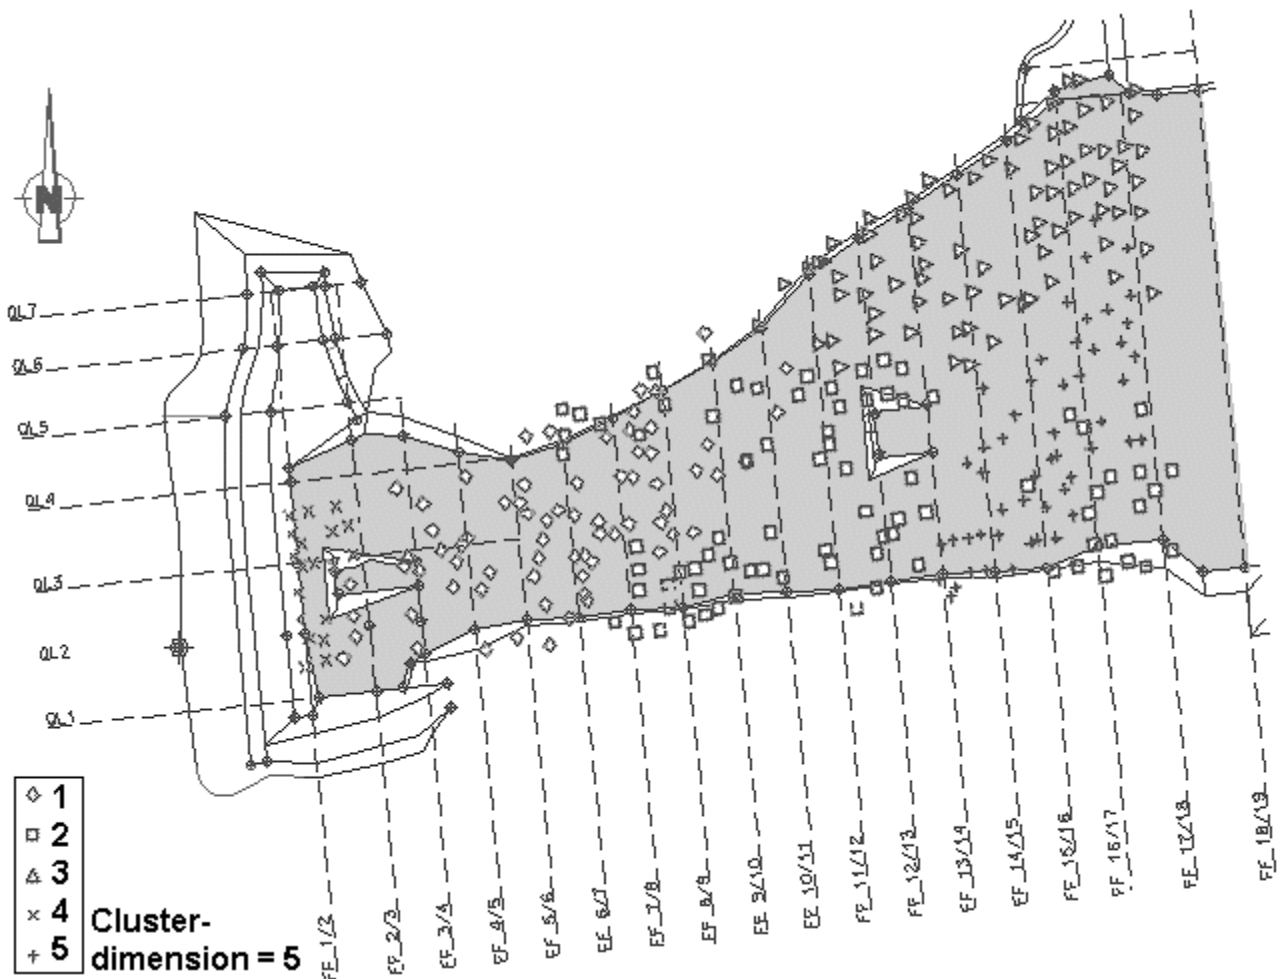 N
QL7
QL6
QL5
QL4
QL3
QL2
QL1
1
2
3
4
5
Cluster-
dimension = 5
FF_1/2
FF_2/3
FF_3/4
FF_4/5
FF_5/6
FF_6/7
FF_7/8
FF_8/9
FF_9/10
FF_10/11
FF_11/12
FF_12/13
FF_13/14
FF_14/15
FF_15/16
FF_16/17
FF_17/18
FF_18/19